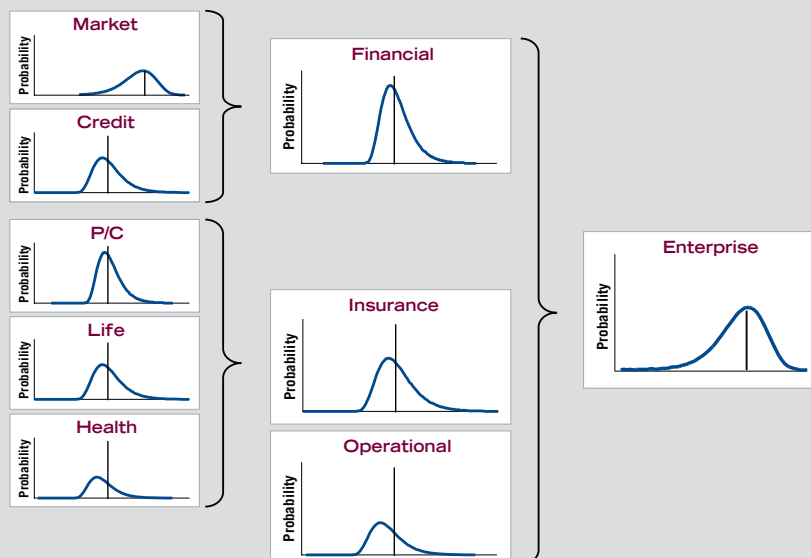 Market
Probability
Credit
Probability
P/C
Probability
Life
Probability
Health
Probability
Financial
Probability
Insurance
Probability
Operational
Probability
Enterprise
Probability